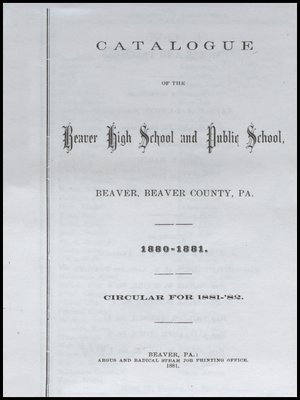 CATALOGUE
OF THE
Beaver High School and Public School,
BEAVER, BEAVER COUNTY, PA.
1880-1881.
CIRCULAR FOR 1881-'82.
BEAVER, PA.:
ARGUS AND RADICAL STEAM JOB PRINTING OFFICE.
1881.